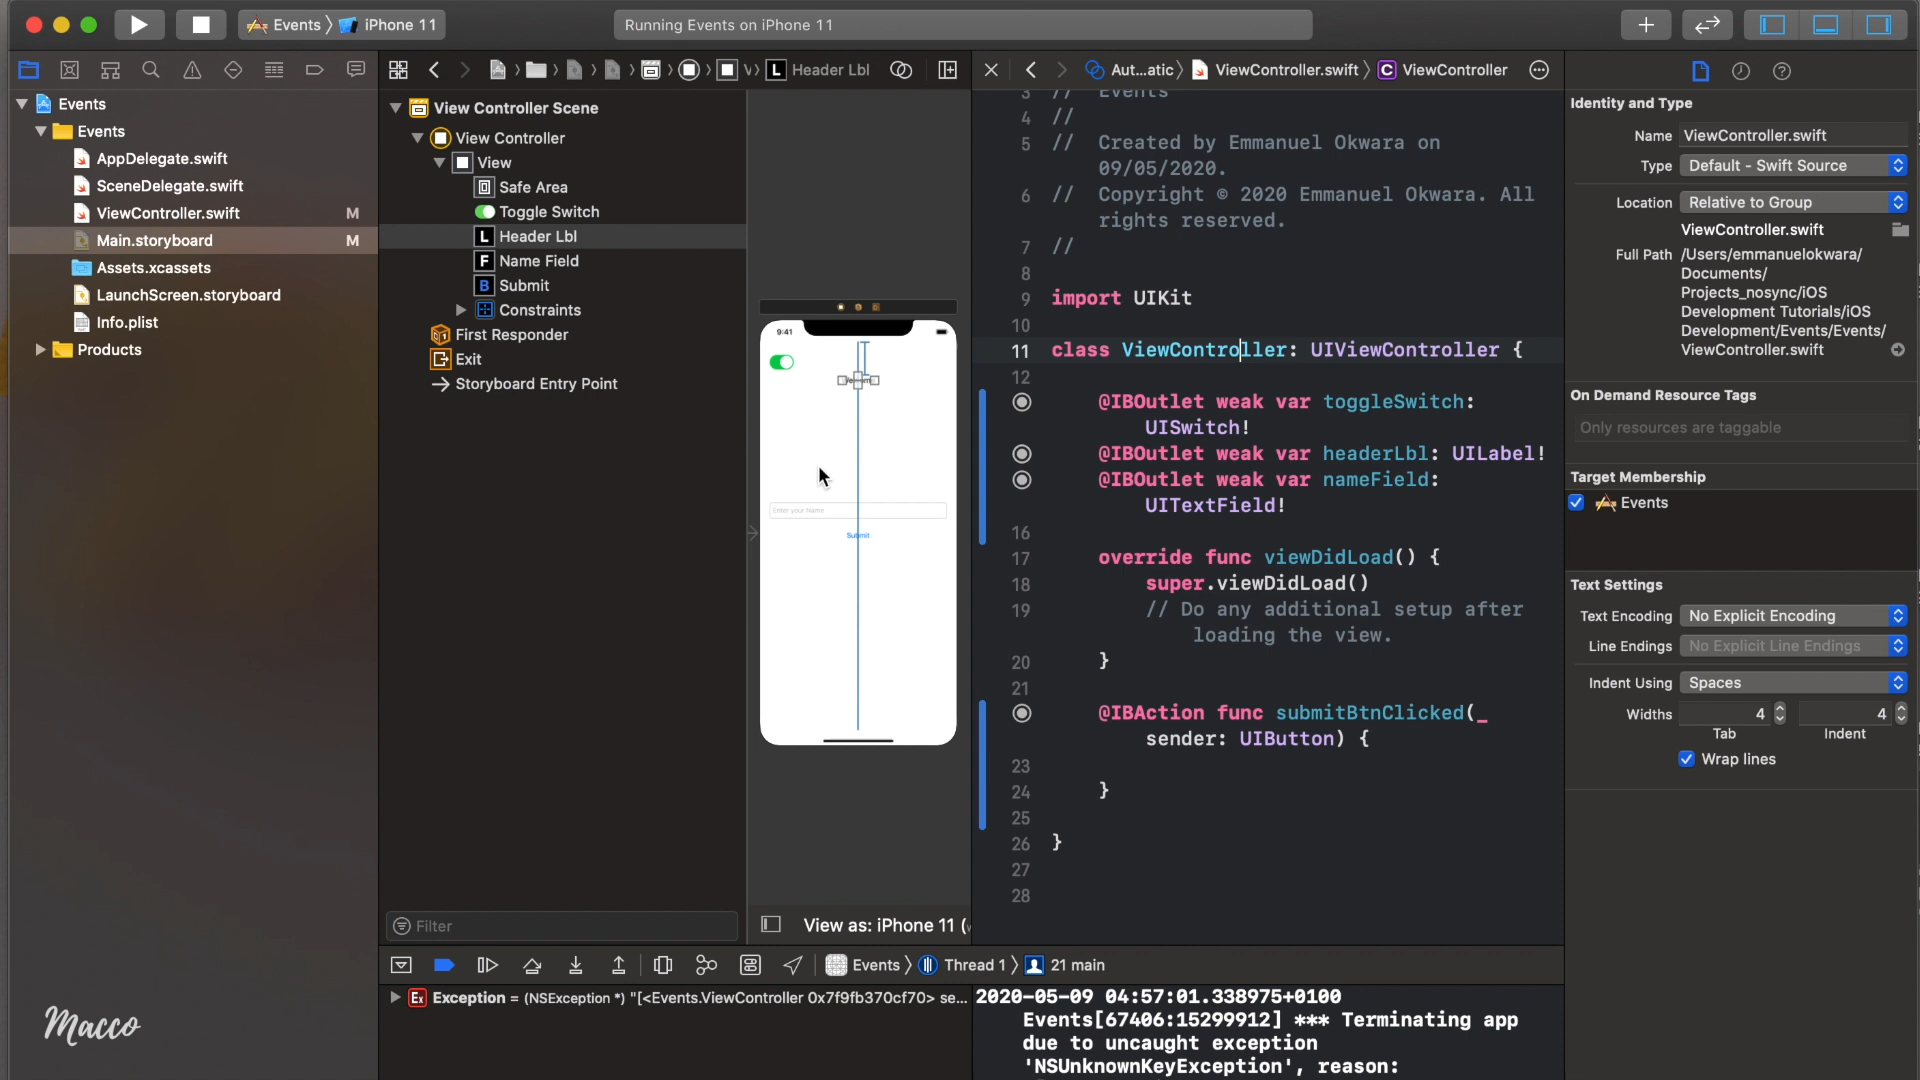 Events
iPhone 11
Running Events on iPhone 11
Header Lbl
Aut...atic
ViewController.swift
C
ViewController
Events
Events
AppDelegate.swift
SceneDelegate.swift
ViewController.swift M
Main.storyboard M
Assets.xcassets
LaunchScreen.storyboard
Info.plist
Products
View Controller Scene
View Controller
View
Safe Area
Toggle Switch
L Header Lbl
F Name Field
B Submit
Constraints
First Responder
Exit
Storyboard Entry Point
Filter
9:41
Enter your Name
Submit
View as: iPhone 11 (
3 // Events
4 //
5 // Created by Emmanuel Okwara on
09/05/2020.
6 // Copyright © 2020 Emmanuel Okwara. All
rights reserved.
7 //
8
9 import UIKit
10
11 class ViewController: UIViewController {
12
@IBOutlet weak var toggleSwitch:
UISwitch!
@IBOutlet weak var headerLbl: UILabel!
@IBOutlet weak var nameField:
UITextField!
16
17 override func viewDidLoad() {
18 super.viewDidLoad()
19 // Do any additional setup after
loading the view.
20 }
21
@IBAction func submitBtnClicked(_
sender: UIButton) {
23
24 }
25
26 }
27
28
Identity and Type
Name ViewController.swift
Type Default - Swift Source
Location Relative to Group
ViewController.swift
Full Path /Users/emmanuelokwara/
Documents/
Projects_nosync/iOS
Development Tutorials/iOS
Development/Events/Events/
ViewController.swift
On Demand Resource Tags
Only resources are taggable
Target Membership
Events
Text Settings
Text Encoding No Explicit Encoding
Line Endings No Explicit Line Endings
Indent Using Spaces
Widths 4 4
Tab Indent
Wrap lines
Events
Thread 1
21 main
Ex Exception = (NSException *) "[<Events.ViewController 0x7f9fb370cf70> se...
2020-05-09 04:57:01.338975+0100
Events[67406:15299912] *** Terminating app
due to uncaught exception
'NSUnknownKeyException', reason:
Macco